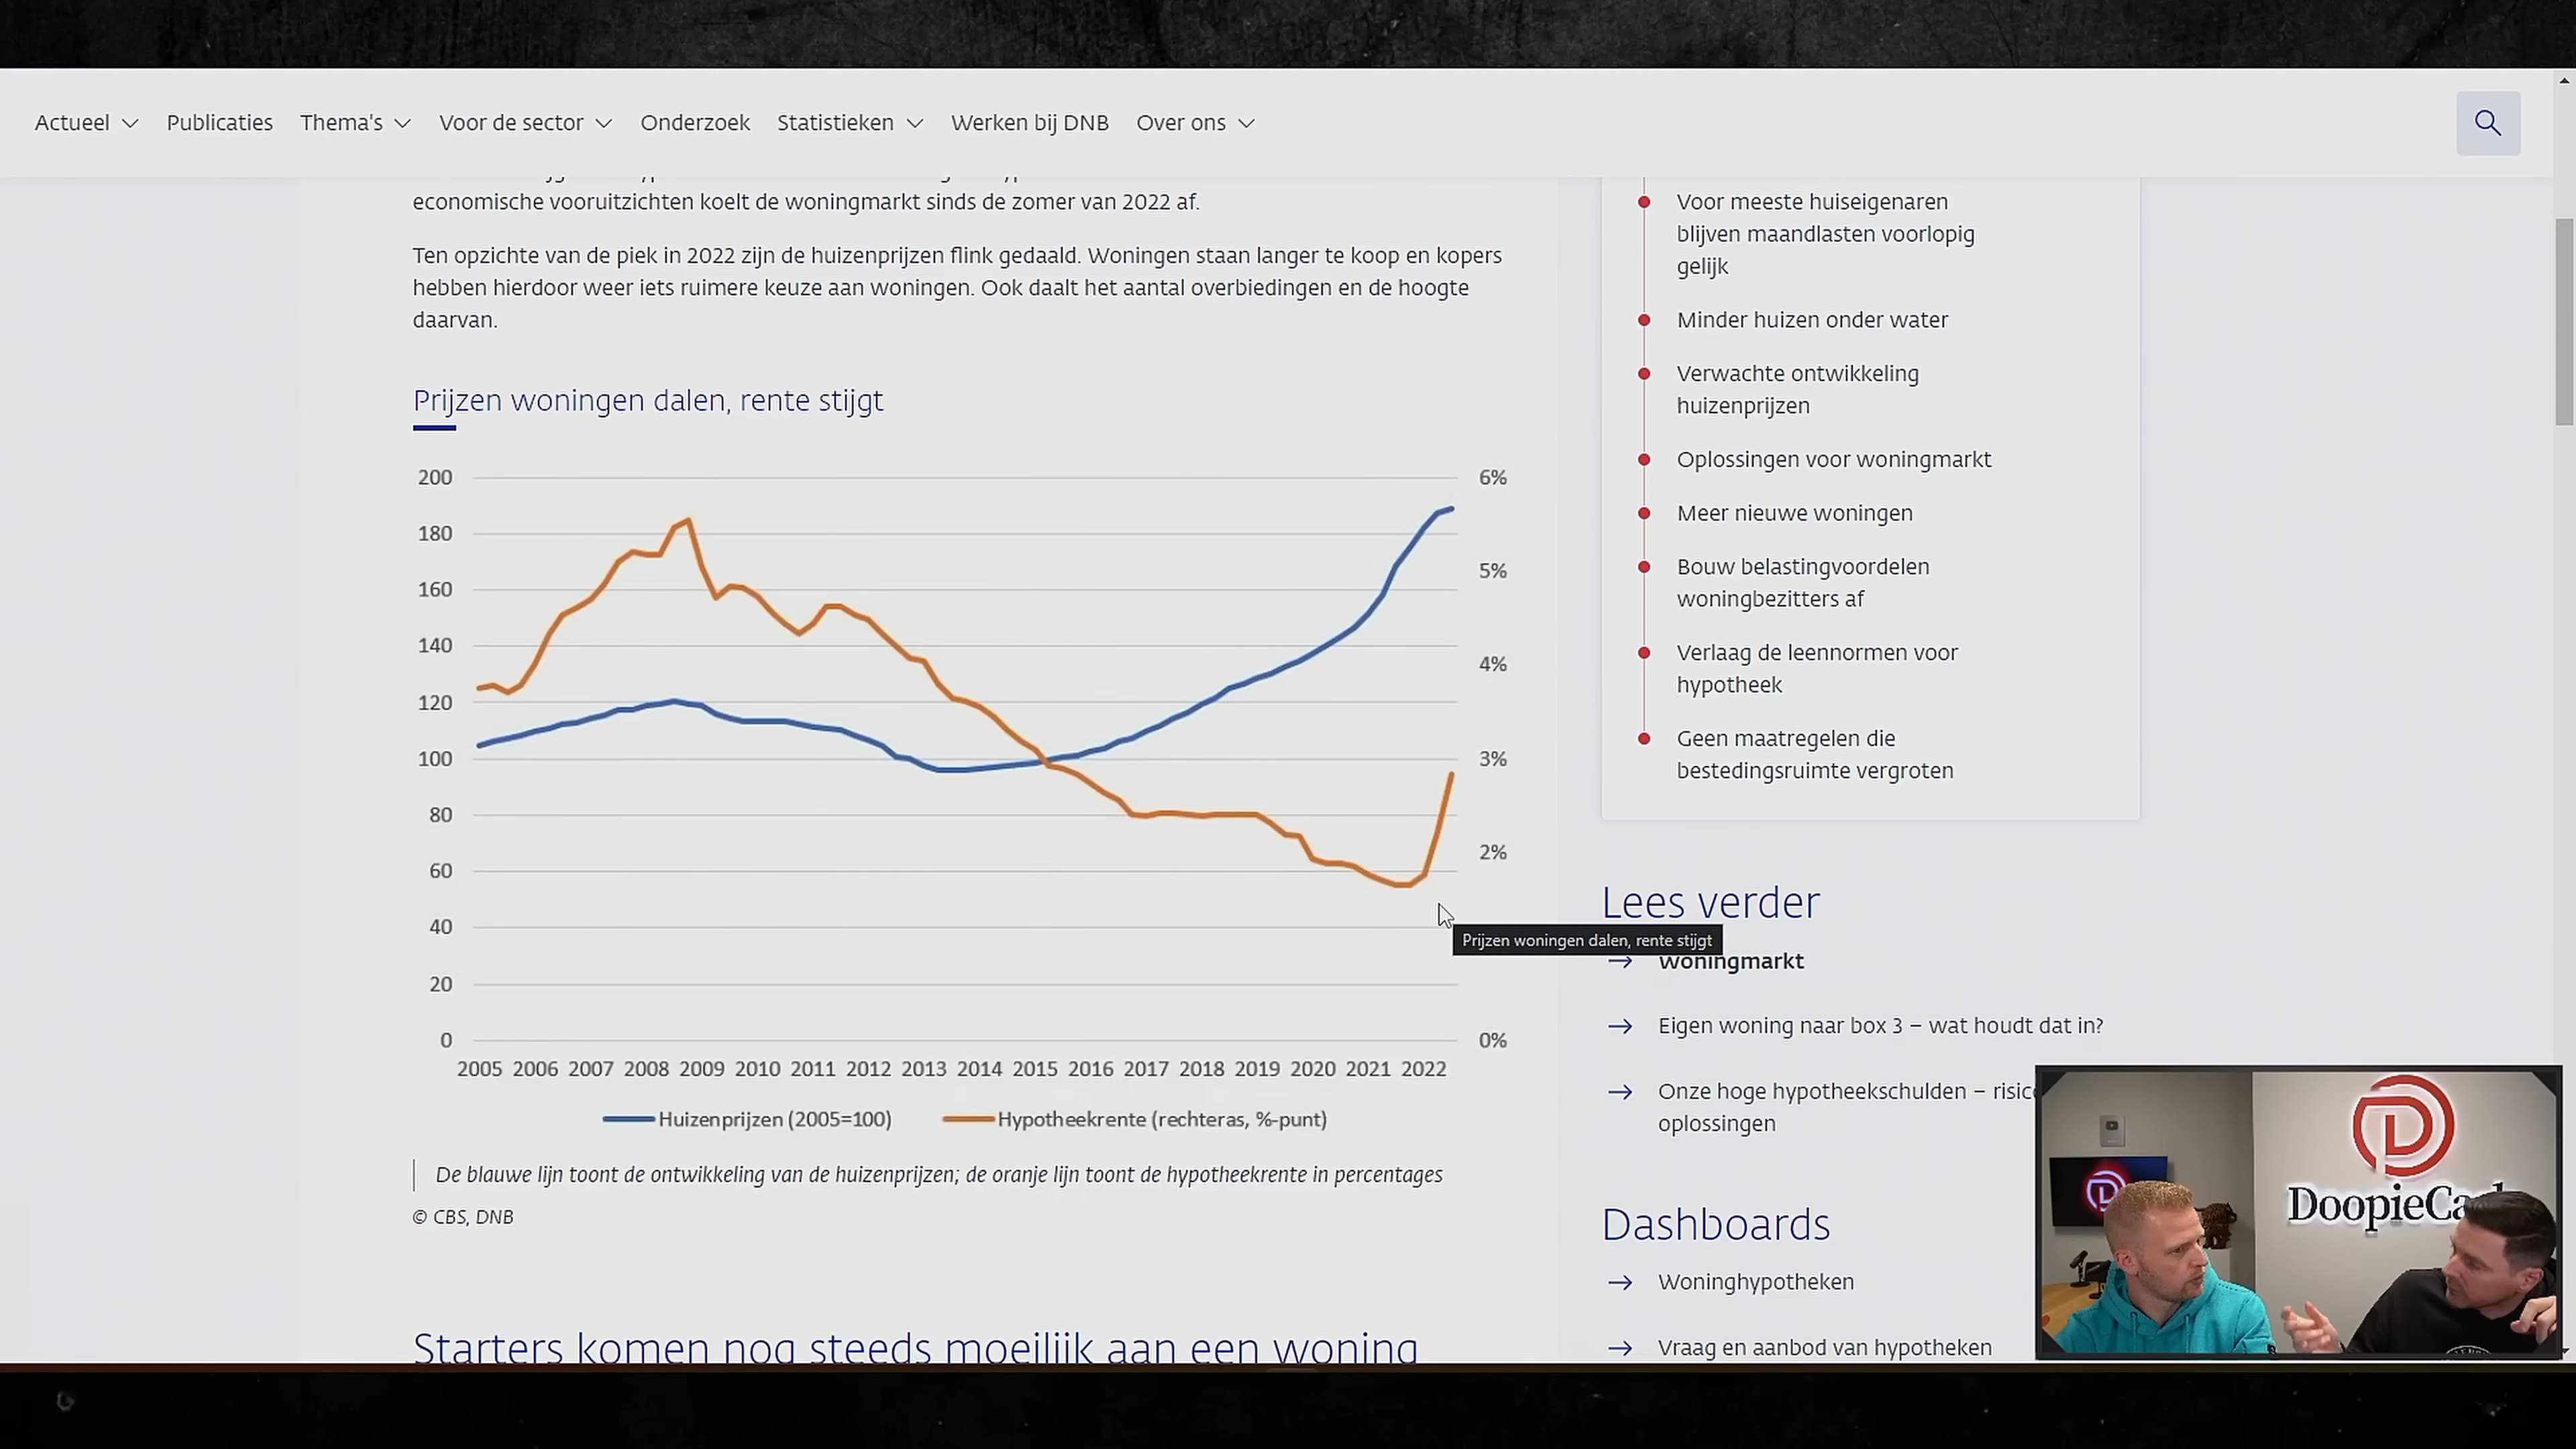 Actueel
Publicaties
Thema's
Voor de sector
Onderzoek
Statistieken
Werken bij DNB
Over ons
economische vooruitzichten koelt de woningmarkt sinds de zomer van 2022 af.
Ten opzichte van de piek in 2022 zijn de huizenprijzen flink gedaald. Woningen staan langer te koop en kopers
hebben hierdoor weer iets ruimere keuze aan woningen. Ook daalt het aantal overbiedingen en de hoogte
daarvan.
Prijzen woningen dalen, rente stijgt
200
180
160
140
120
100
80
60
40
20
0
6%
5%
4%
3%
2%
0%
2005 2006 2007 2008 2009 2010 2011 2012 2013 2014 2015 2016 2017 2018 2019 2020 2021 2022
Huizenprijzen (2005=100)
Hypotheekrente (rechteras, %-punt)
De blauwe lijn toont de ontwikkeling van de huizenprijzen; de oranje lijn toont de hypotheekrente in percentages
© CBS, DNB
Starters komen nog steeds moeilijk aan een woning
Voor meeste huiseigenaren
blijven maandlasten voorlopig
gelijk
Minder huizen onder water
Verwachte ontwikkeling
huizenprijzen
Oplossingen voor woningmarkt
Meer nieuwe woningen
Bouw belastingvoordelen
woningbezitters af
Verlaag de leennormen voor
hypotheek
Geen maatregelen die
bestedingsruimte vergroten
Lees verder
Prijzen woningen dalen, rente stijgt
Woningmarkt
Eigen woning naar box 3 – wat houdt dat in?
Onze hoge hypotheekschulden –
oplossingen
Dashboards
Woninghypotheken
Vraag en aanbod van hypotheken